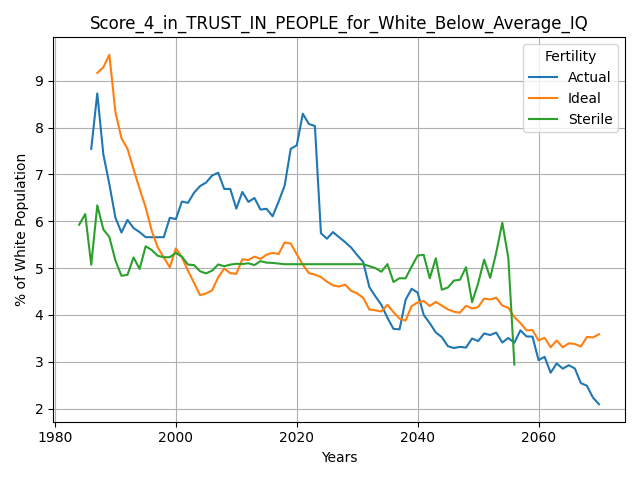 Score_4_in_TRUST_IN_PEOPLE_for_White_Below_Average_IQ
Fertility
Actual
Ideal
Sterile
% of White Population
9
8
7
6
5
4
3
2
1980
2000
2020
2040
2060
Years